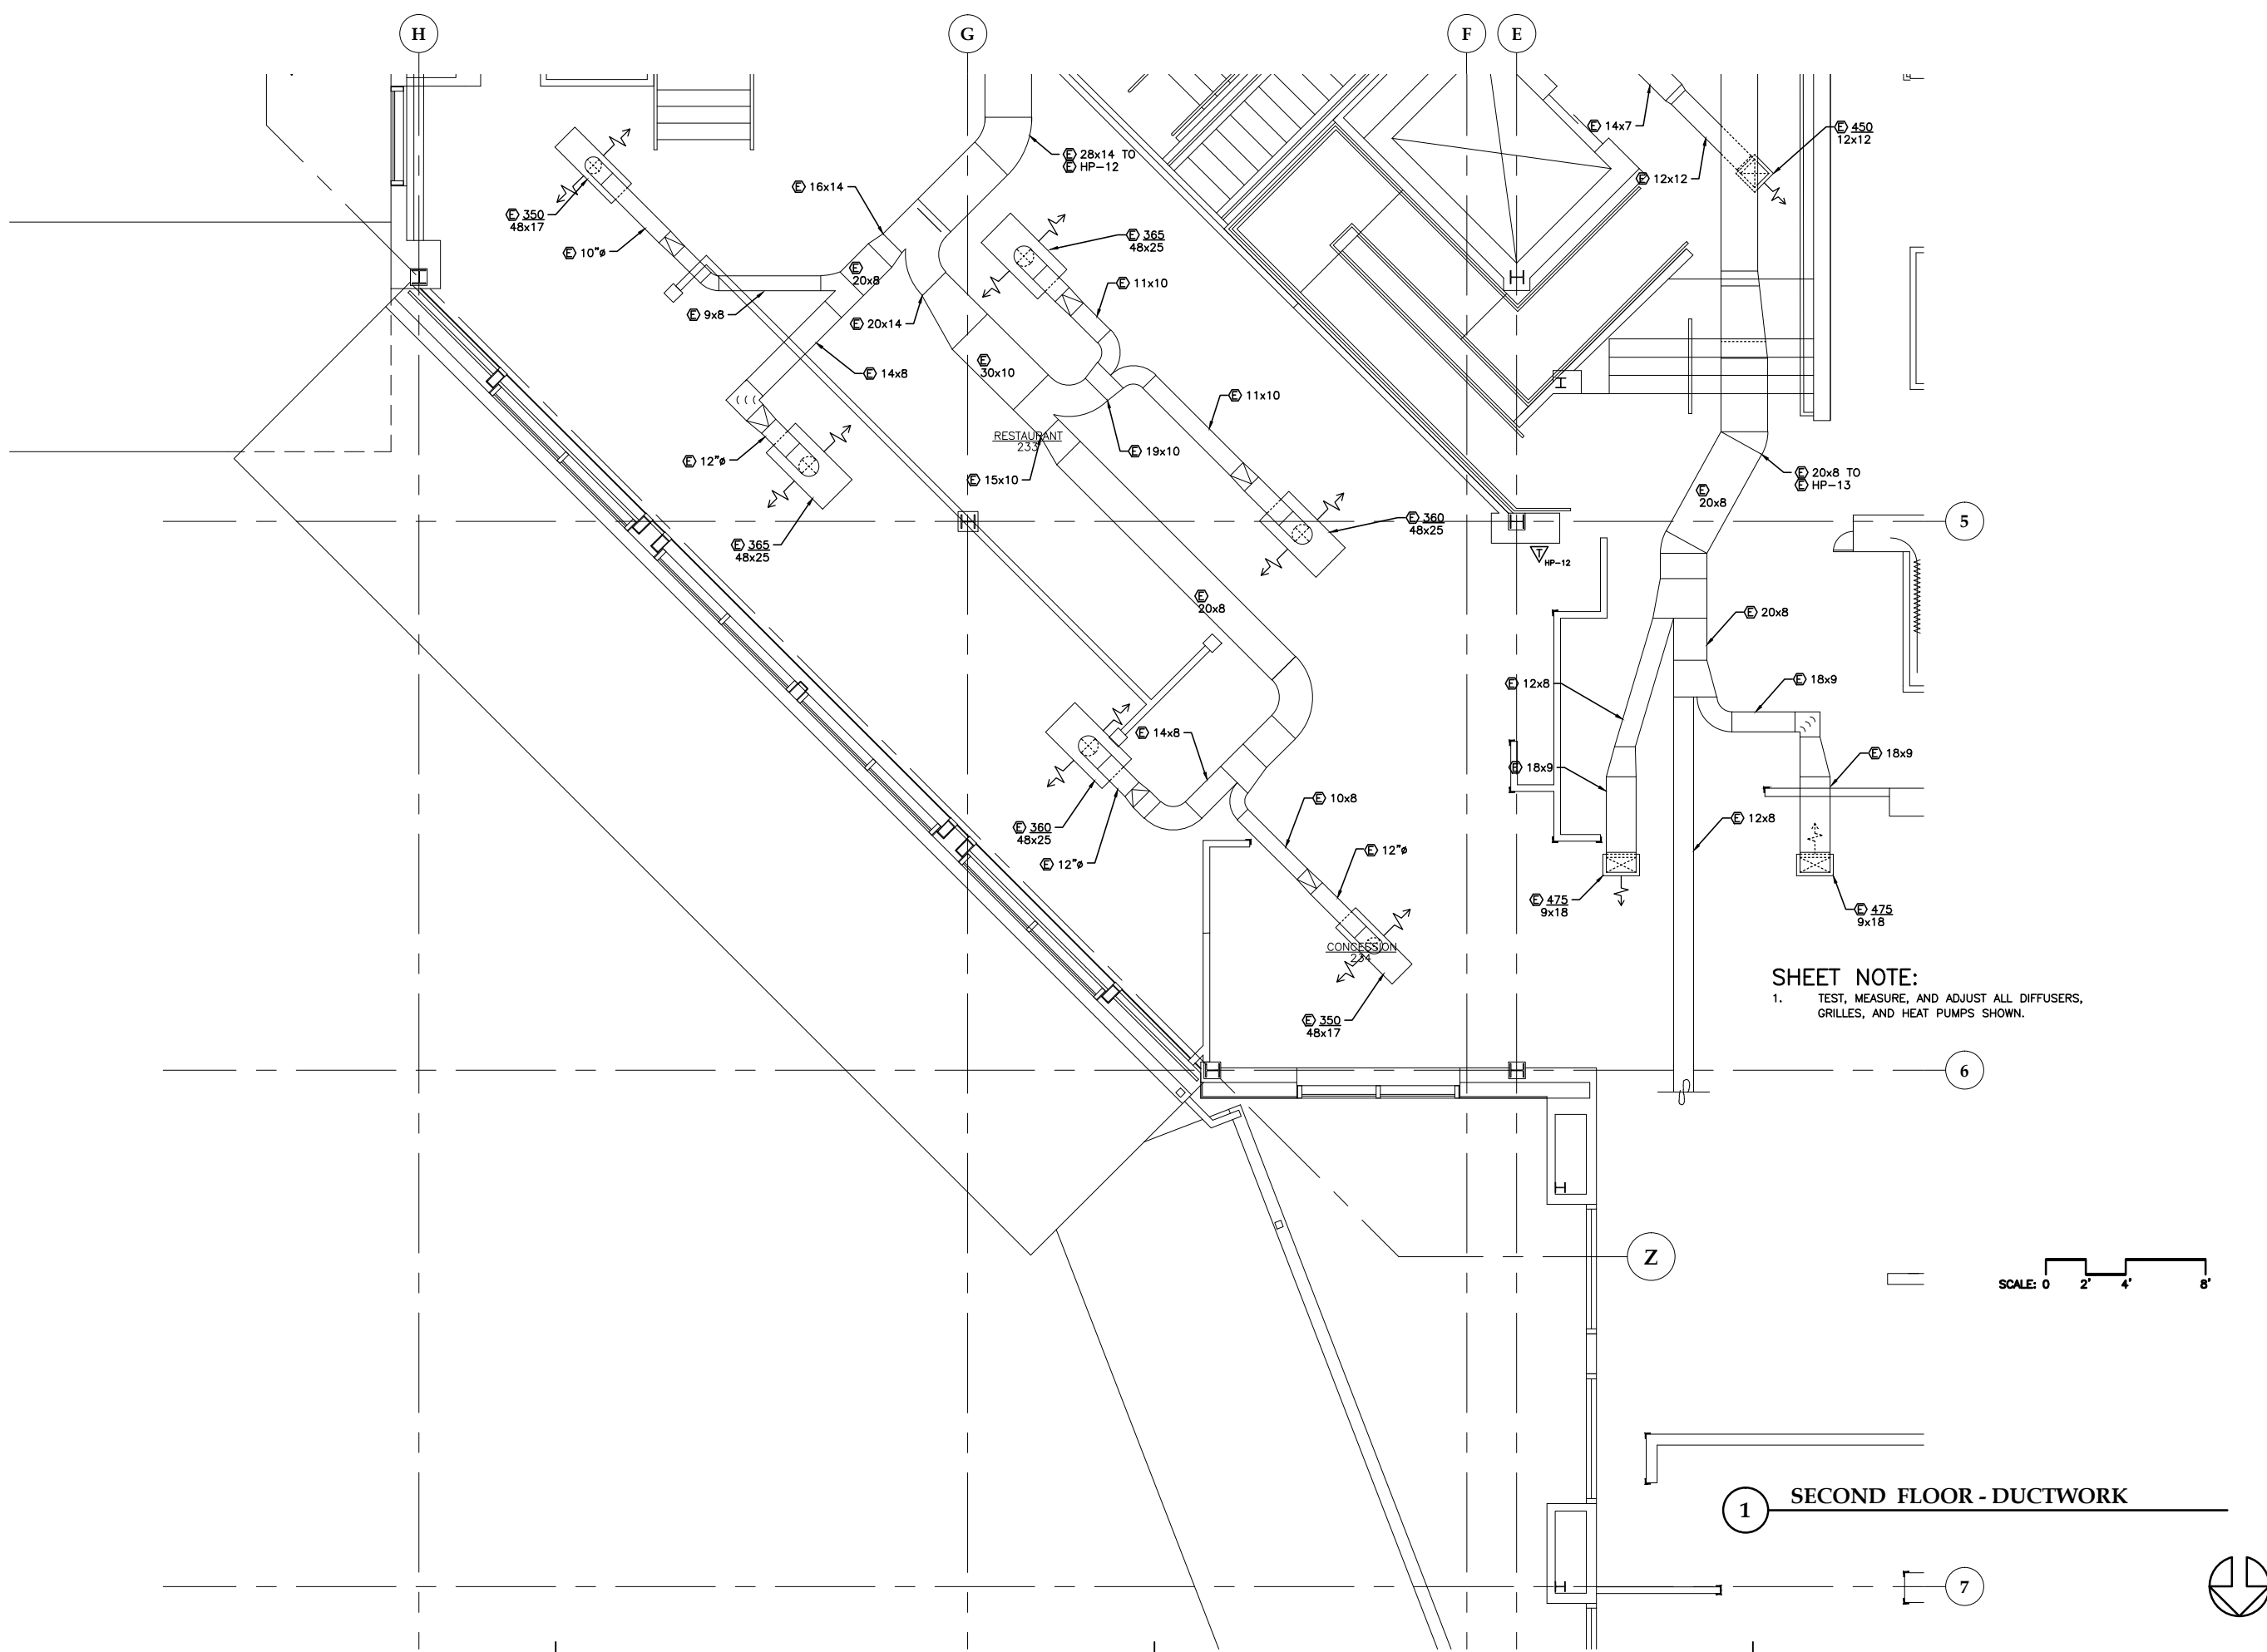 H
G
F
E
E 28x14 TO
E HP-12
E 14x7
E 450
12x12
E 16x14
E 12x12
E 350
48x17
E 365
48x25
E 10"ø
E
20x8
E 11x10
E 9x8
E 20x14
E
30x10
E 14x8
E 11x10
RESTAURANT
233
E 19x10
E 12"ø
E 15x10
E 20x8 TO
E HP-13
E
20x8
E 360
48x25
5
E 365
48x25
T
HP-12
E
20x8
E 20x8
E 12x8
E 18x9
E 14x8
E 18x9
E 18x9
E 10x8
E 12x8
E 360
48x25
E 12"ø
E 12"ø
E 475
9x18
E 475
9x18
CONCESSION
234
SHEET NOTE:
1. TEST, MEASURE, AND ADJUST ALL DIFFUSERS,
GRILLES, AND HEAT PUMPS SHOWN.
E 350
48x17
6
Z
SCALE: 0 2' 4' 8'
1 SECOND FLOOR - DUCTWORK
7